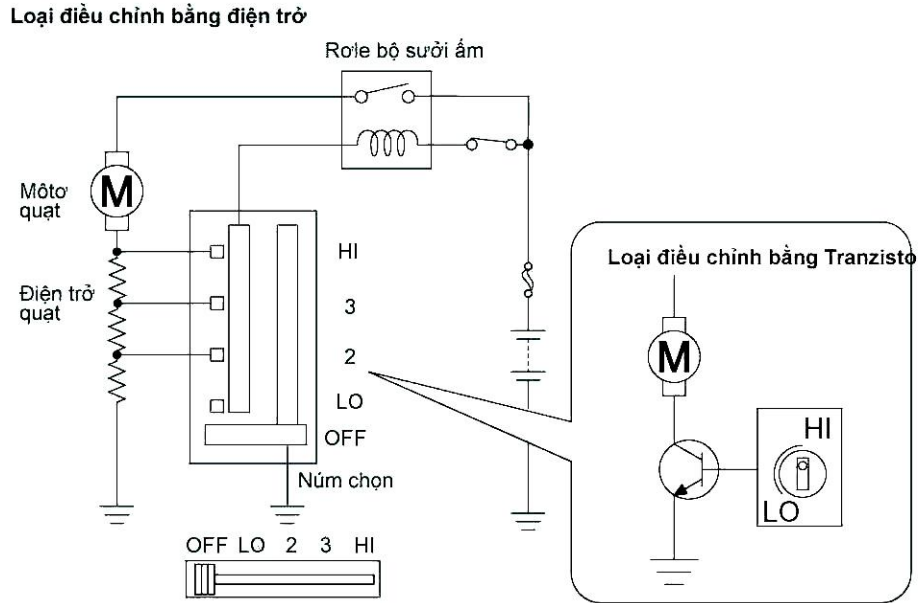 Loại điều chỉnh bằng điện trở
Rơle bộ sưởi ấm
M
Môtơ
quạt
HI
Điện trở
quạt
3
2
LO
OFF
Núm chọn
OFF LO 2 3 HI
Loại điều chỉnh bằng Tranzisto
M
HI
LO